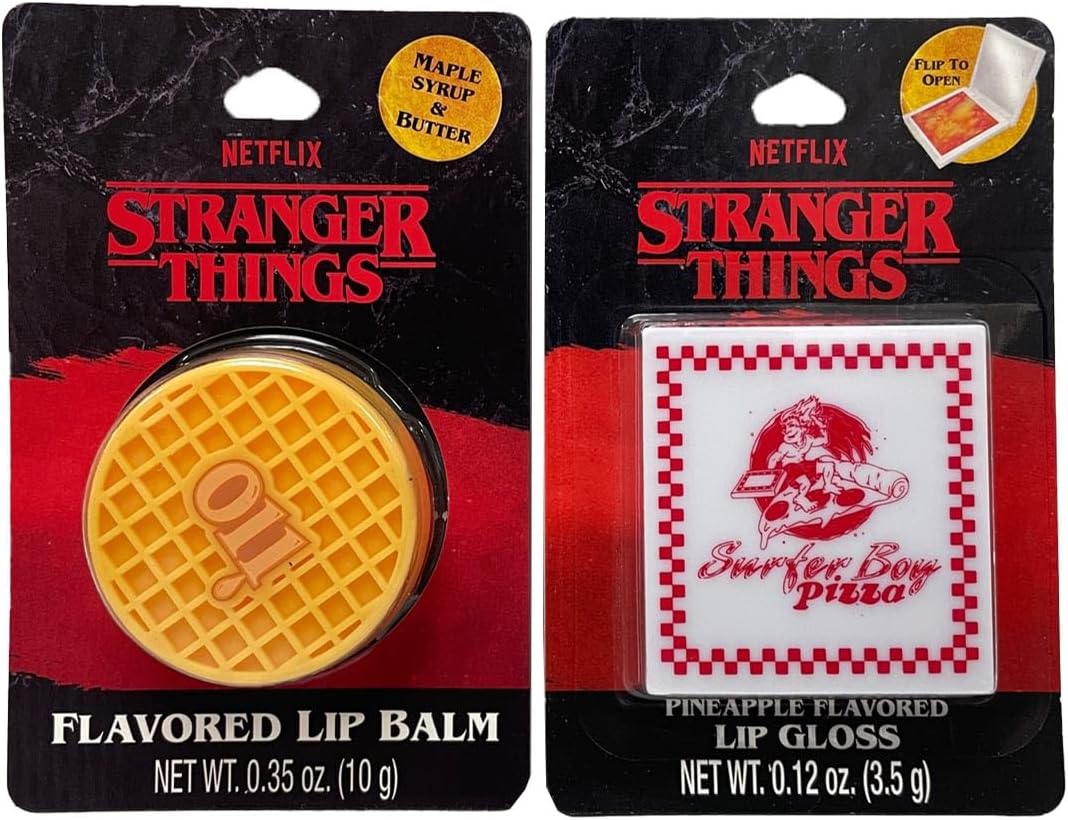 MAPLE
SYRUP
&
BUTTER
NETFLIX
STRANGER
THINGS
011
FLAVORED LIP BALM
NET WT. 0.35 oz. (10 g)
FLIP TO
OPEN
NETFLIX
STRANGER
THINGS
Surfer Boy
pizza
PINEAPPLE FLAVORED
LIP GLOSS
NET WT. 0.12 oz. (3.5 g)